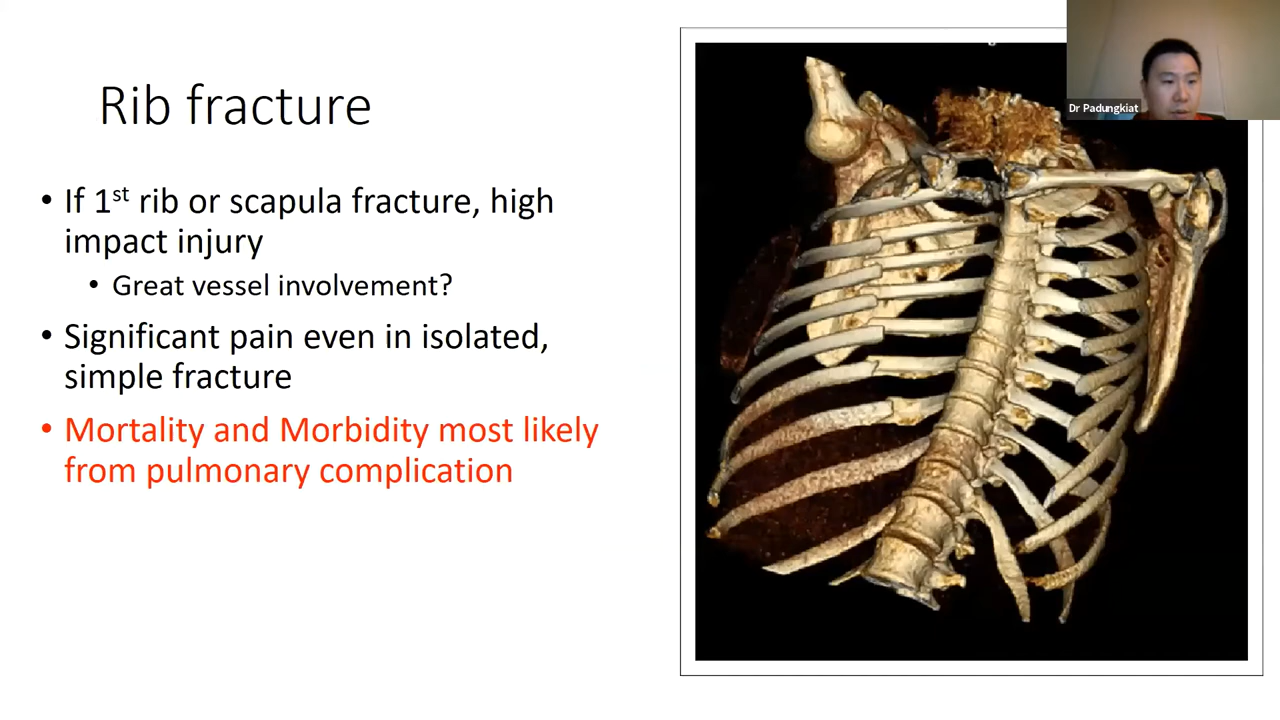 Rib fracture
• If 1st rib or scapula fracture, high
impact injury
• Great vessel involvement?
• Significant pain even in isolated,
simple fracture
• Mortality and Morbidity most likely
from pulmonary complication
Dr Padungkiat